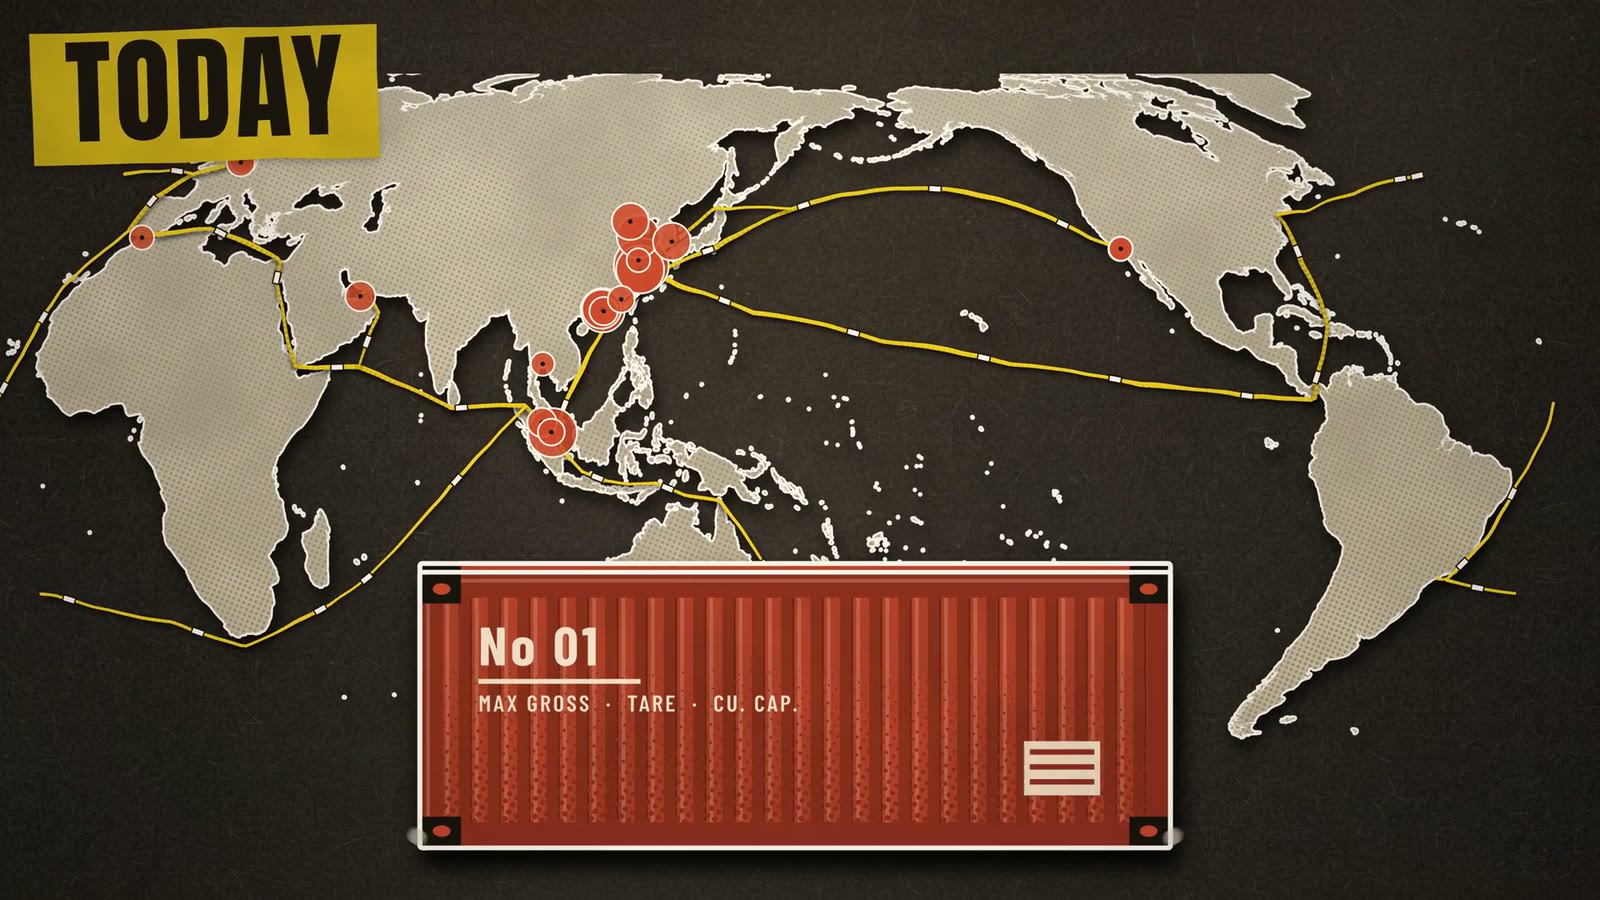 TODAY
No 01
MAX GROSS · TARE · CU. CAP.